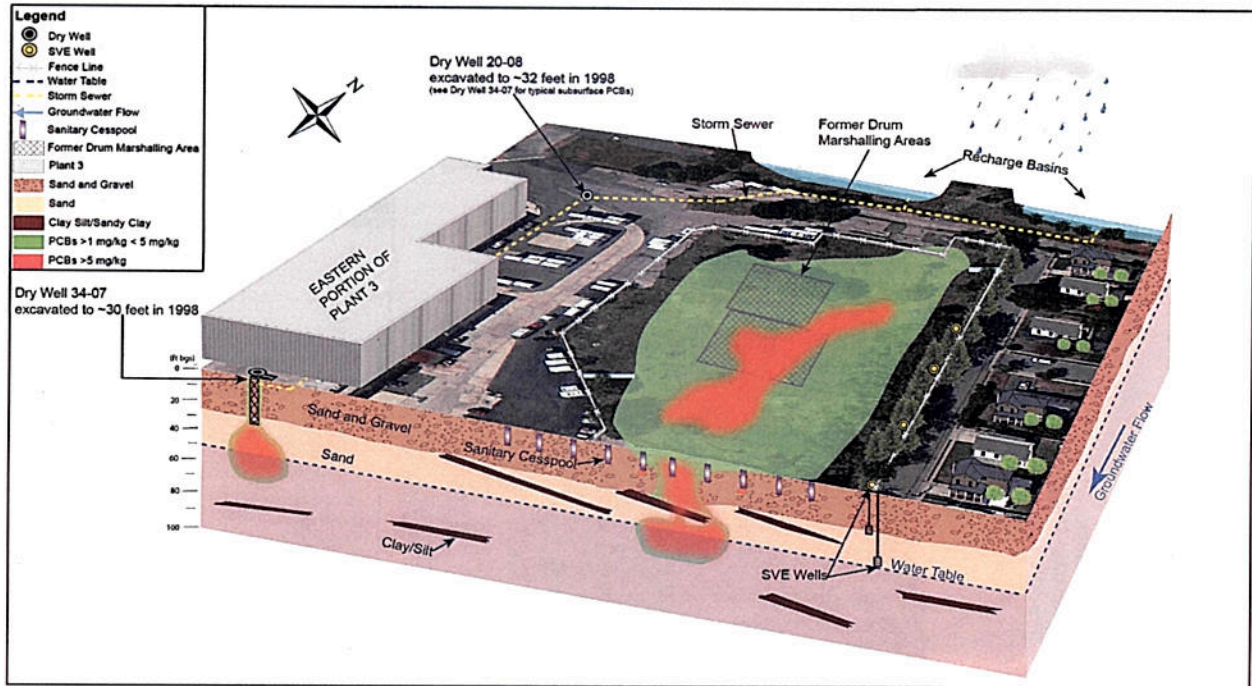 Legend
Dry Well
SVE Well
Fence Line
Water Table
Storm Sewer
Groundwater Flow
Sanitary Cesspool
Former Drum Marshalling Area
Plant 3
Sand and Gravel
Sand
Clay Silt/Sandy Clay
PCBs >1 mg/kg < 5 mg/kg
PCBs >5 mg/kg
N
Dry Well 20-08
excavated to ~32 feet in 1998
(see Dry Well 34-07 for typical subsurface PCBs)
Storm Sewer
Former Drum
Marshalling Areas
Recharge Basins
EASTERN
PORTION OF
PLANT 3
Dry Well 34-07
excavated to ~30 feet in 1998
(ft bgs)
0
20
40
60
80
100
Sand and Gravel
Sand
Sanitary Cesspool
Clay/Silt
SVE Wells
Water Table
Groundwater Flow